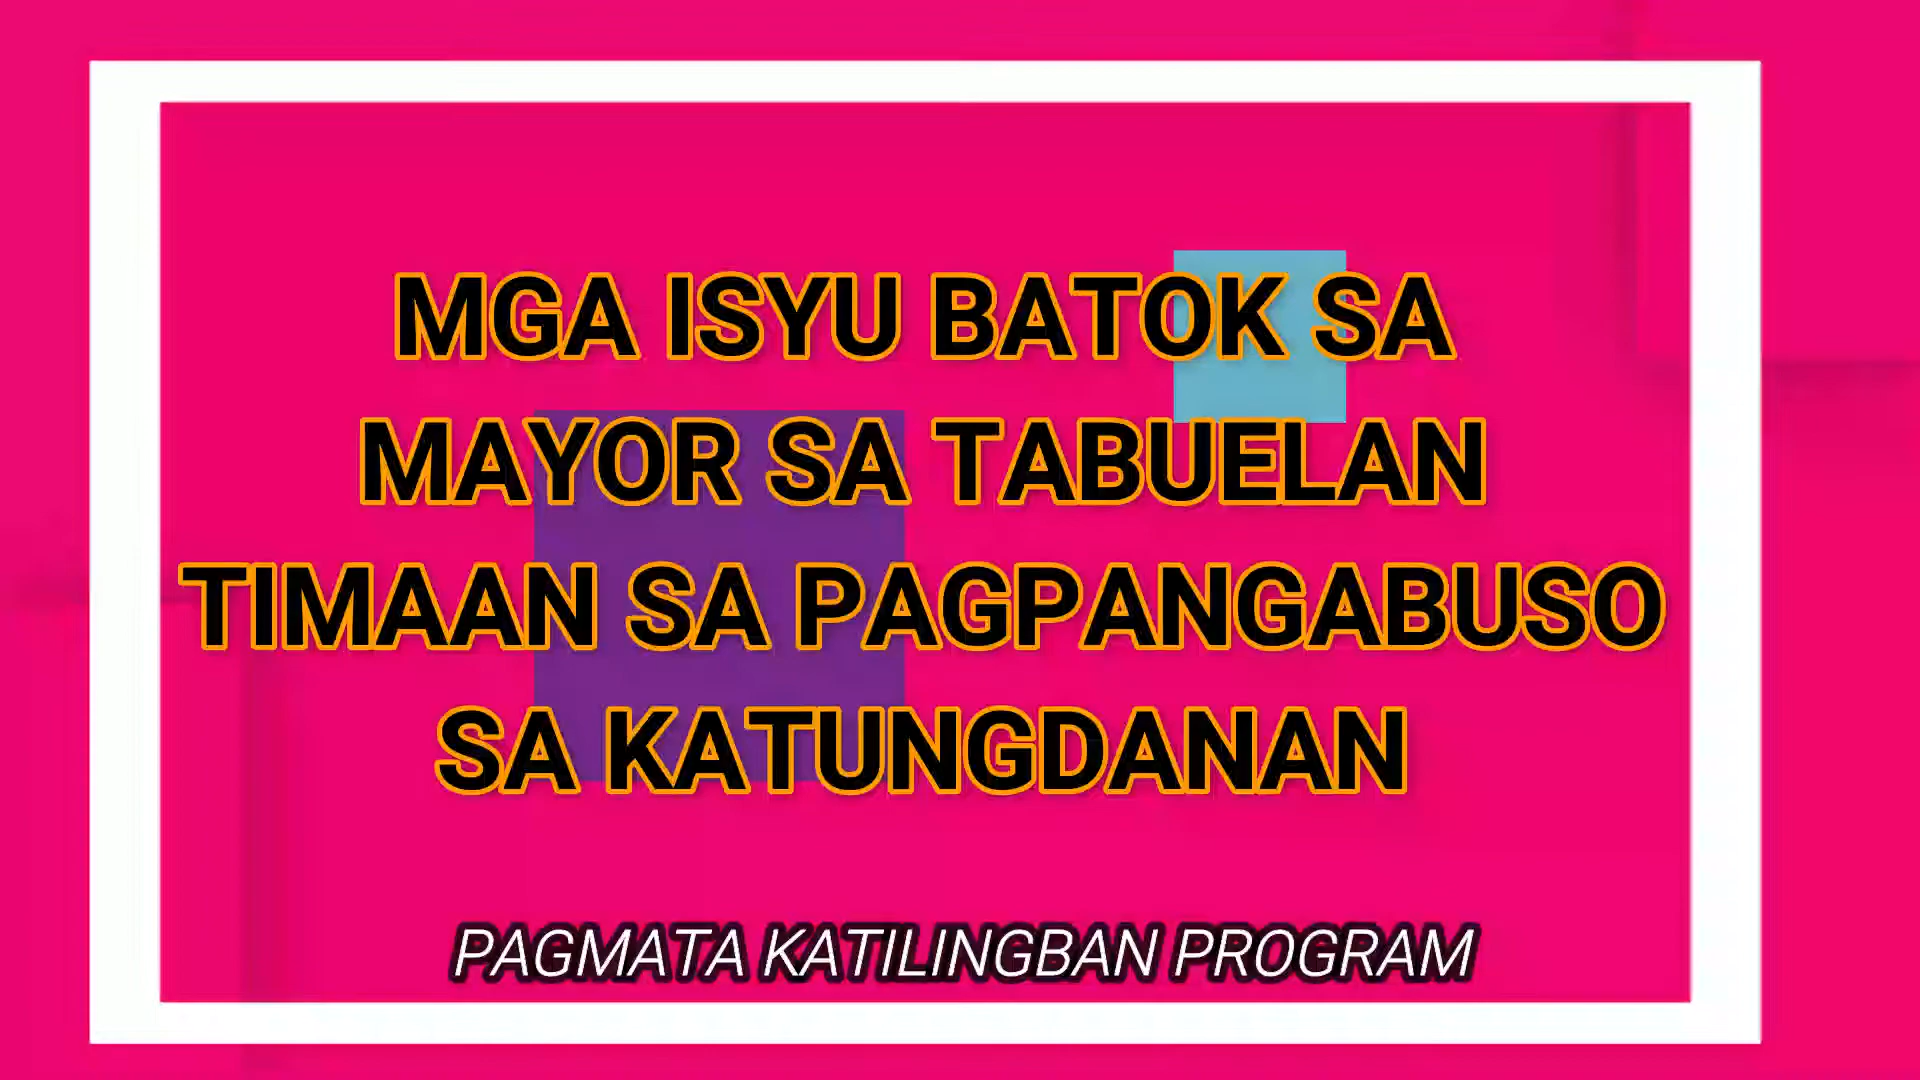 MGA ISYU BATOK SA
MAYOR SA TABUELAN
TIMAAN SA PAGPANGABUSO
SA KATUNGDANAN
PAGMATA KATILINGBAN PROGRAM